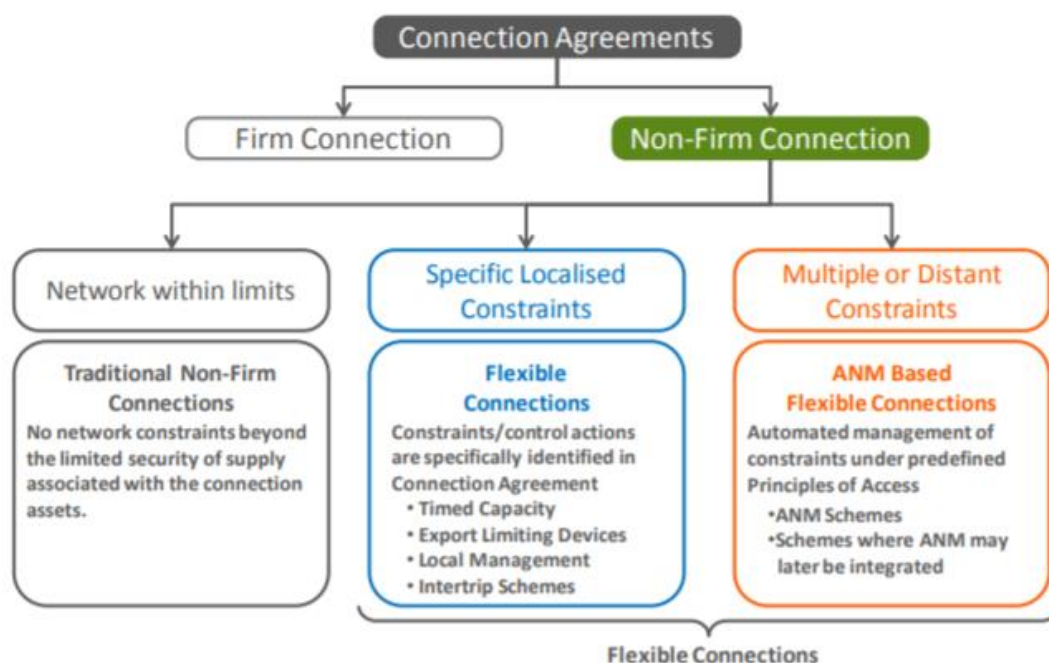 Connection Agreements
Firm Connection
Non-Firm Connection
Network within limits
Specific Localised
Constraints
Multiple or Distant
Constraints
Traditional Non-Firm
Connections
No network constraints beyond
the limited security of supply
associated with the connection
assets.
Flexible
Connections
Constraints/control actions
are specifically identified in
Connection Agreement
• Timed Capacity
• Export Limiting Devices
• Local Management
• Intertrip Schemes
ANM Based
Flexible Connections
Automated management of
constraints under predefined
Principles of Access
•ANM Schemes
•Schemes where ANM may
later be integrated
Flexible Connections